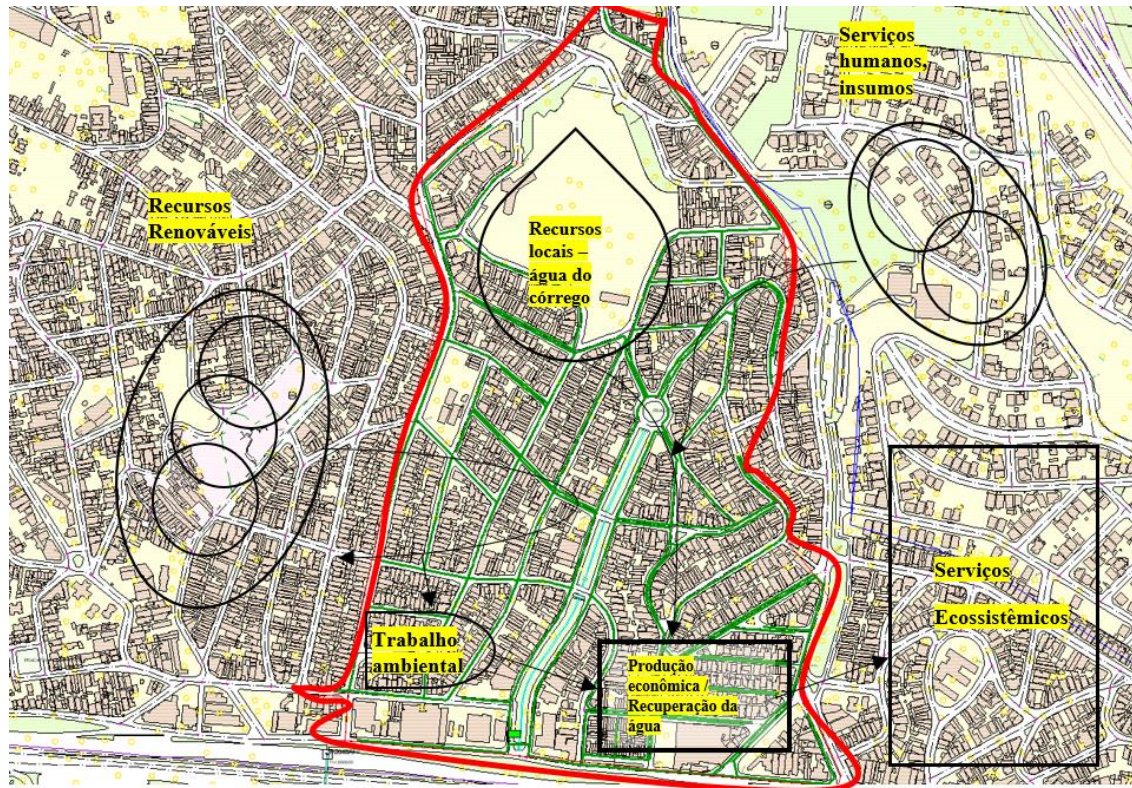 Serviços
humanos,
insumos
Recursos
Renováveis
Recursos
locais –
água do
córrego
Serviços
Ecossistêmicos
Trabalho
ambiental
Produção
econômica /
Recuperação da
água